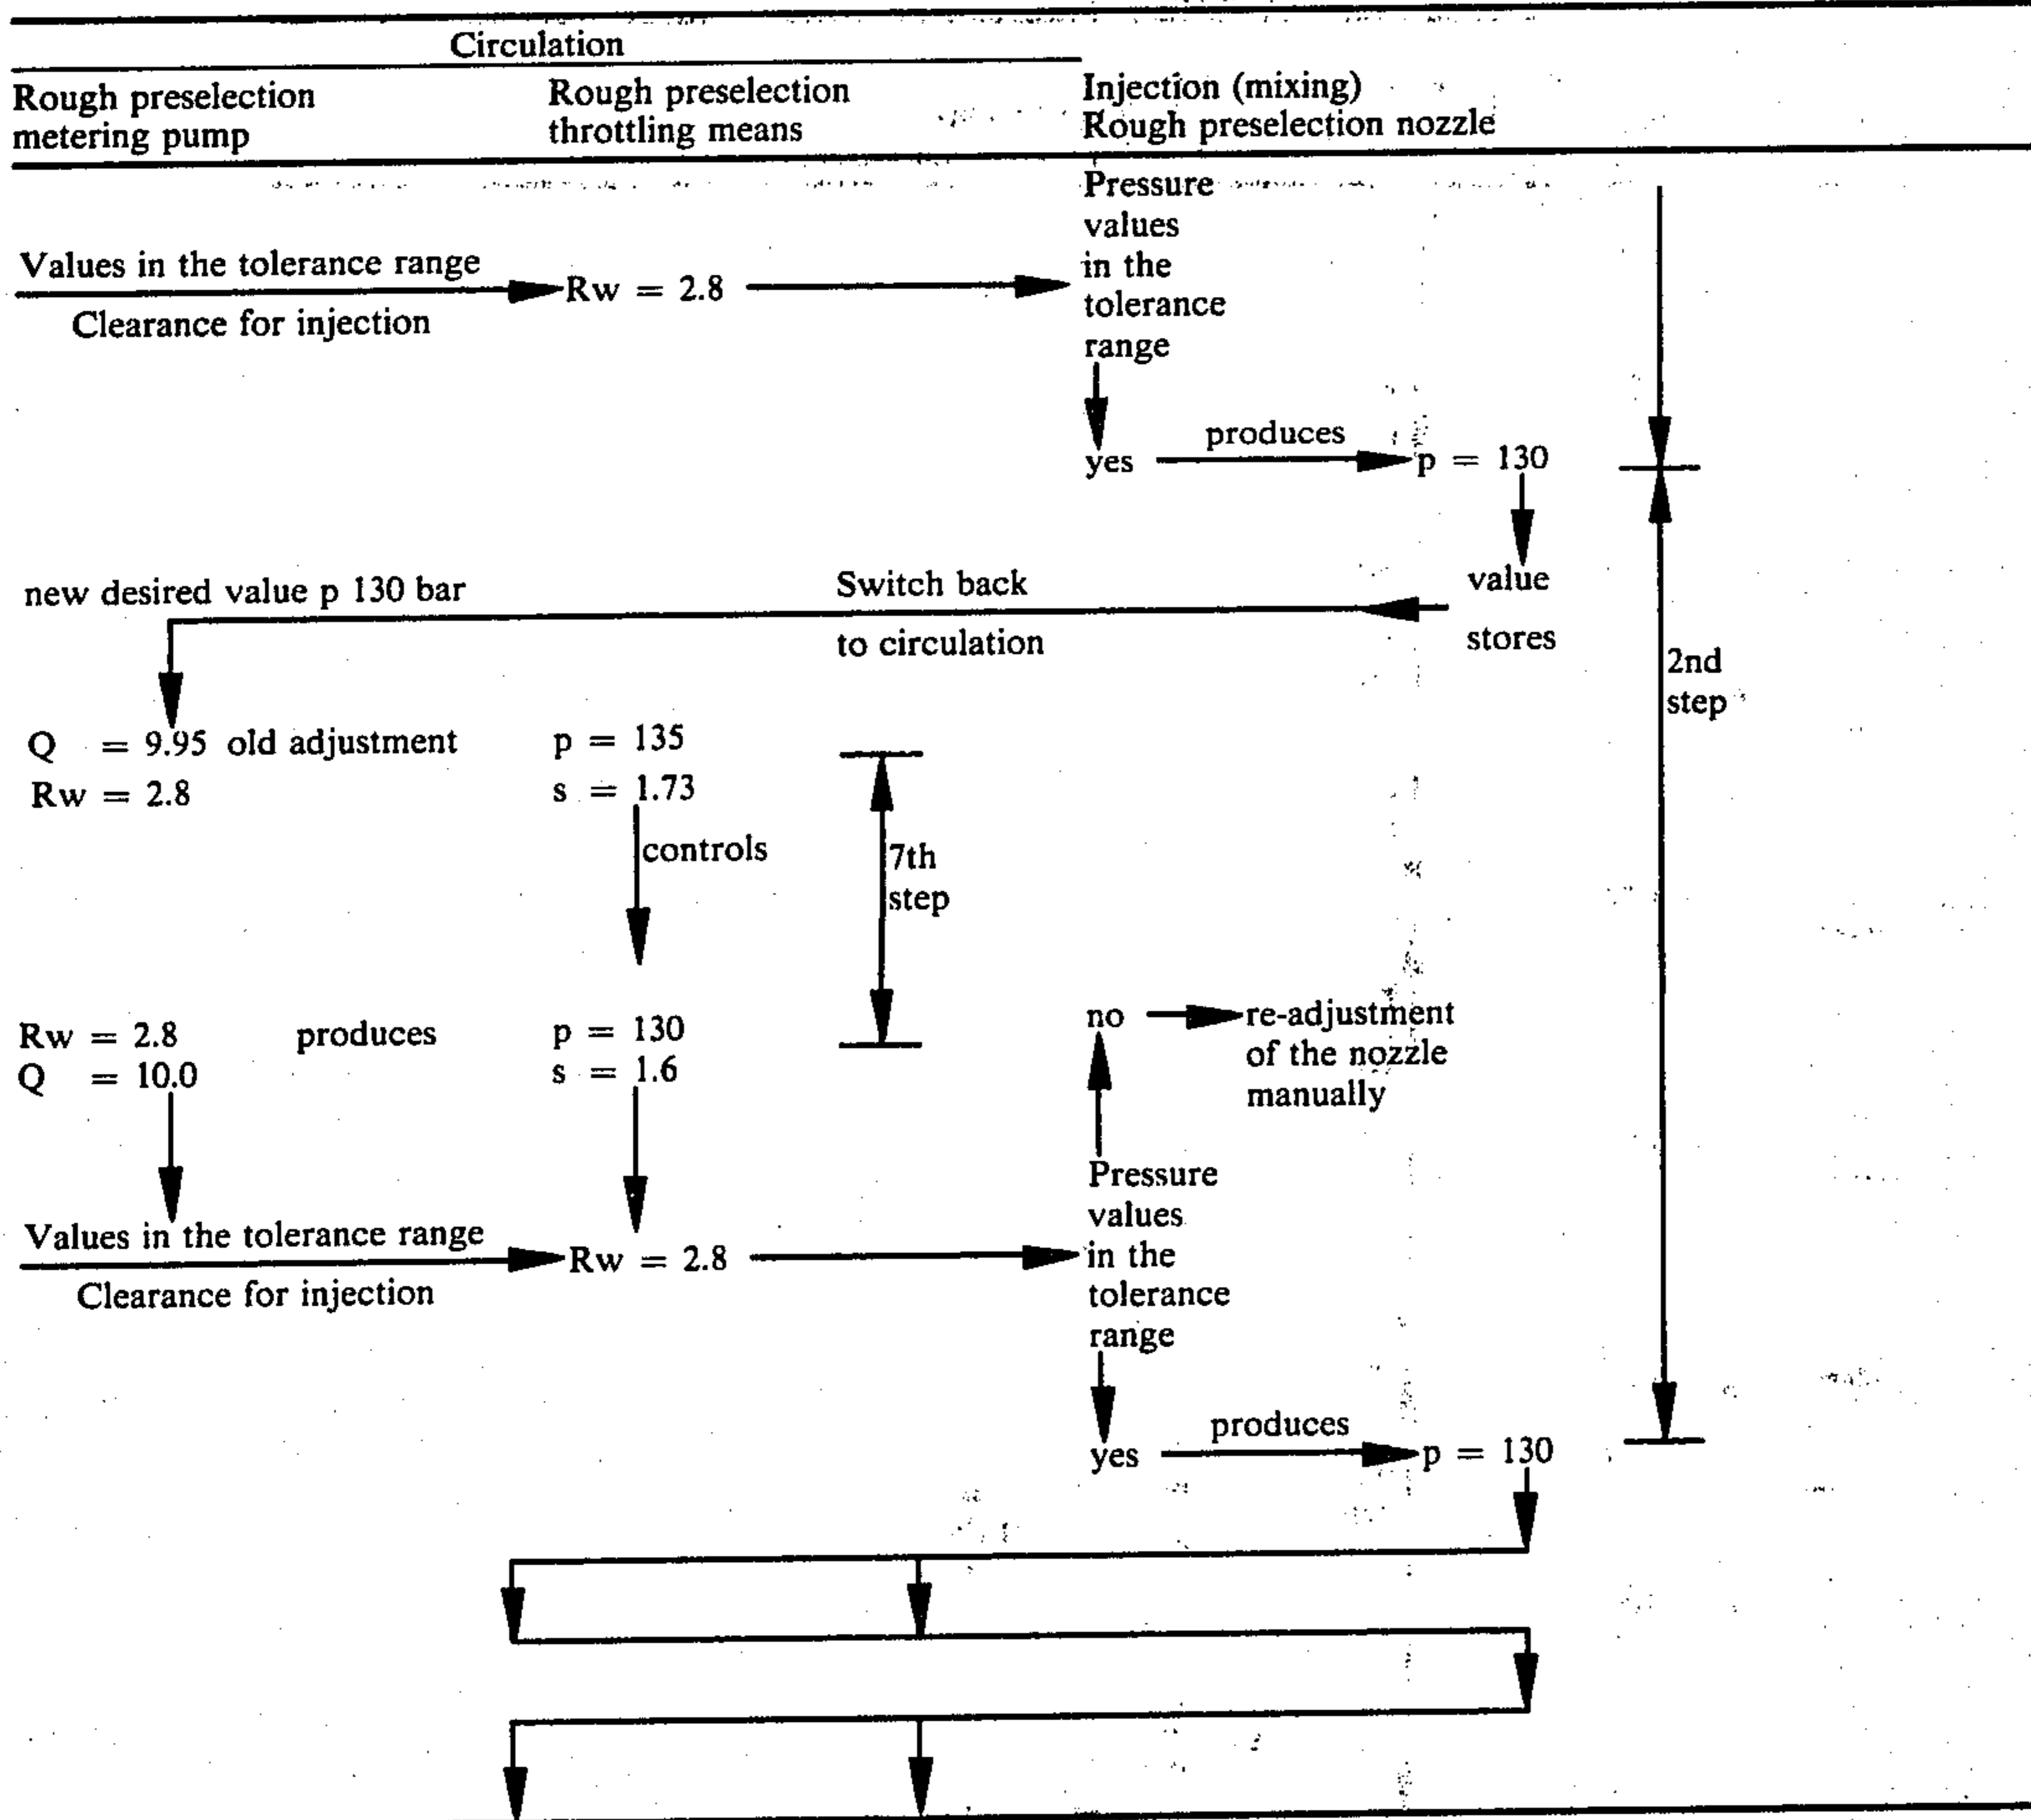 Circulation
Rough preselection
metering pump
Rough preselection
throttling means
Injection (mixing)
Rough preselection nozzle
Pressure
values
in the
tolerance
range
Values in the tolerance range
Clearance for injection
Rw = 2.8
yes
produces
p = 130
value
stores
Switch back
to circulation
new desired value p 130 bar
2nd
step
Q = 9.95 old adjustment
Rw = 2.8
p = 135
s = 1.73
controls
7th
step
Rw = 2.8 produces
Q = 10.0
p = 130
s = 1.6
no
re-adjustment
of the nozzle
manually
Pressure
values
in the
tolerance
range
Values in the tolerance range
Clearance for injection
Rw = 2.8
yes
produces
p = 130